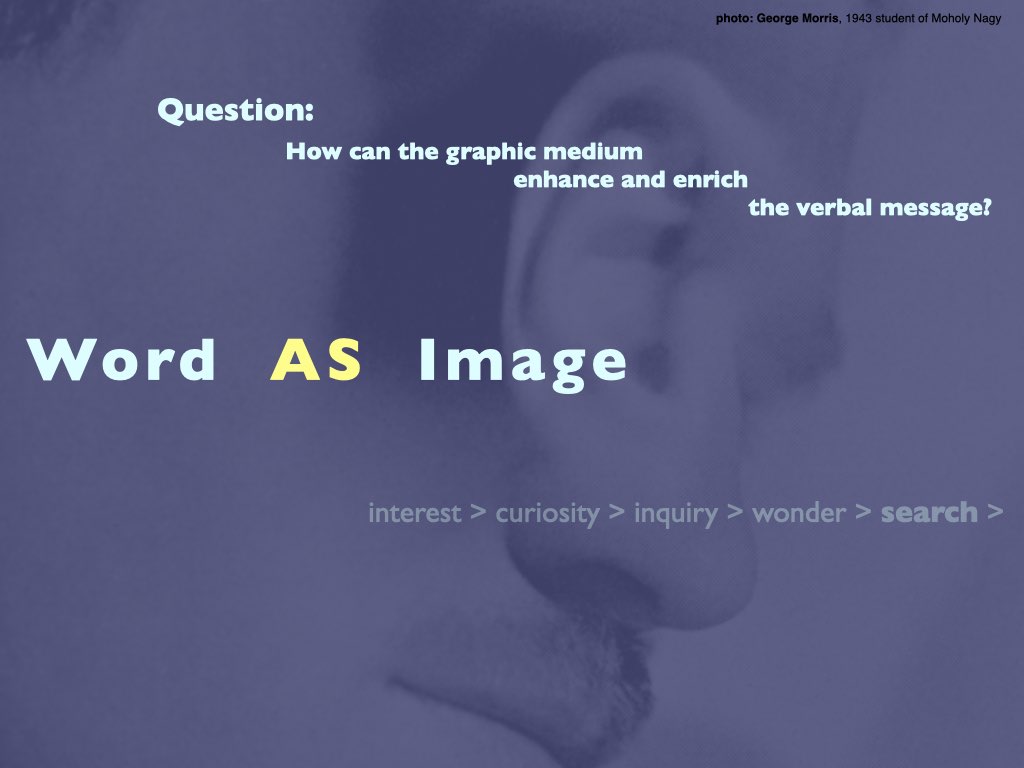 photo: George Morris, 1943 student of Moholy Nagy
Question:
How can the graphic medium
enhance and enrich
the verbal message?
Word AS Image
interest > curiosity > inquiry > wonder > search >